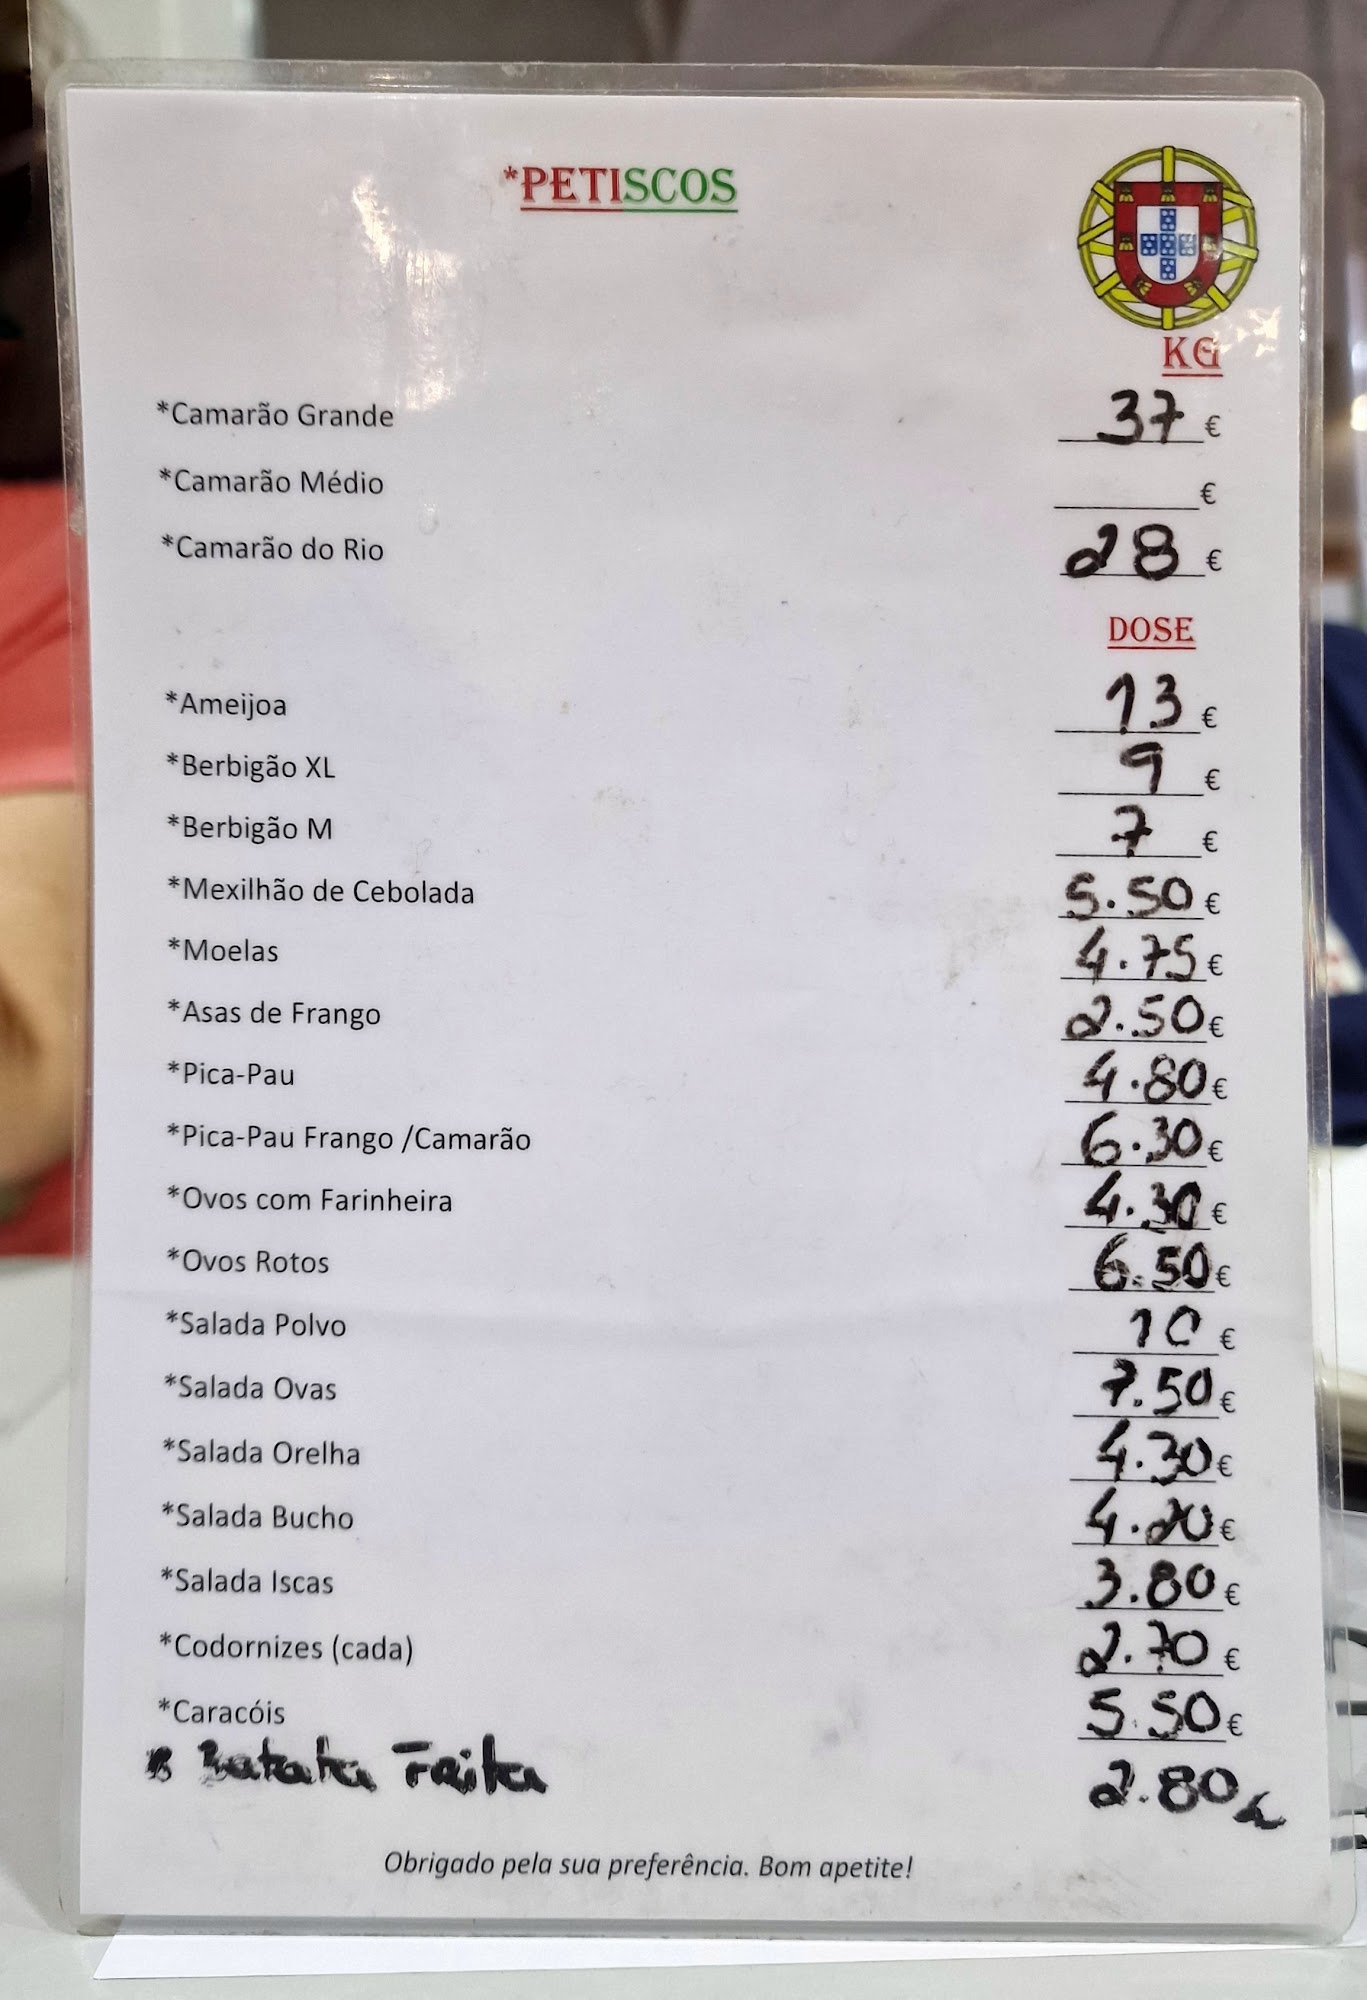 *PETISCOS
KG
*Camarão Grande 37 €
*Camarão Médio €
*Camarão do Rio 28 €
DOSE
*Ameijoa 13 €
*Berbigão XL 9 €
*Berbigão M 7 €
*Mexilhão de Cebolada 5.50 €
*Moelas 4.75 €
*Asas de Frango 2.50 €
*Pica-Pau 4.80 €
*Pica-Pau Frango /Camarão 6.30 €
*Ovos com Farinheira 4.30 €
*Ovos Rotos 6.50 €
*Salada Polvo 10 €
*Salada Ovas 7.50 €
*Salada Orelha 4.30 €
*Salada Bucho 4.20 €
*Salada Iscas 3.80 €
*Codornizes (cada) 2.70 €
*Caracóis 5.50 €
Batata Frita 2.80 €
Obrigado pela sua preferência. Bom apetite!